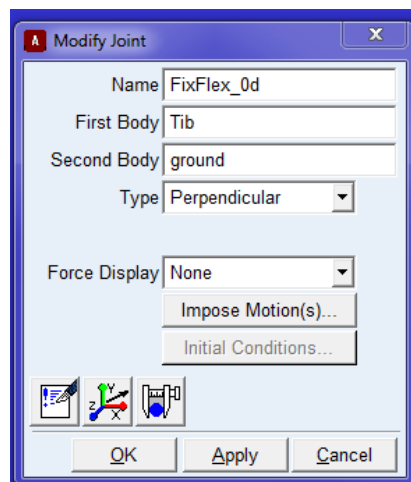 Modify Joint
X
Name FixFlex_0d
First Body Tib
Second Body ground
Type Perpendicular
Force Display None
Impose Motion(s)...
Initial Conditions...
OK Apply Cancel